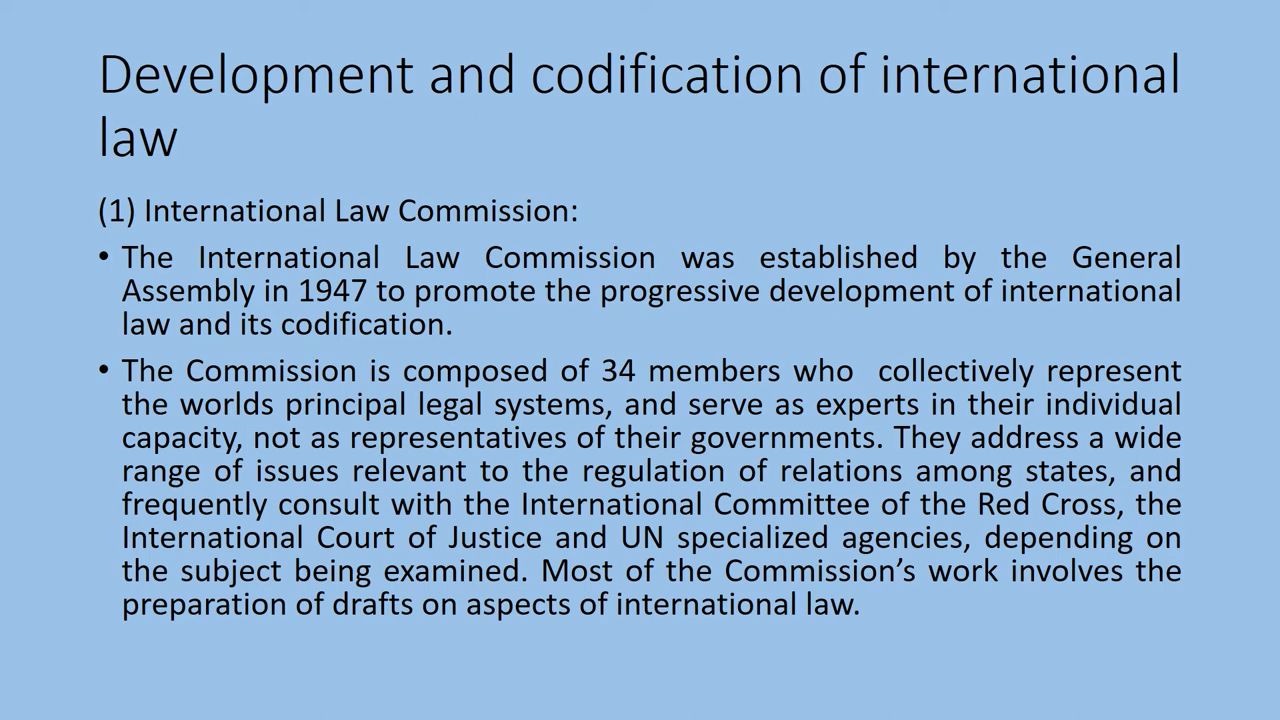 Development and codification of international
law
(1) International Law Commission:
• The International Law Commission was established by the General
Assembly in 1947 to promote the progressive development of international
law and its codification.
• The Commission is composed of 34 members who  collectively represent
the worlds principal legal systems, and serve as experts in their individual
capacity, not as representatives of their governments. They address a wide
range of issues relevant to the regulation of relations among states, and
frequently consult with the International Committee of the Red Cross, the
International Court of Justice and UN specialized agencies, depending on
the subject being examined. Most of the Commission’s work involves the
preparation of drafts on aspects of international law.